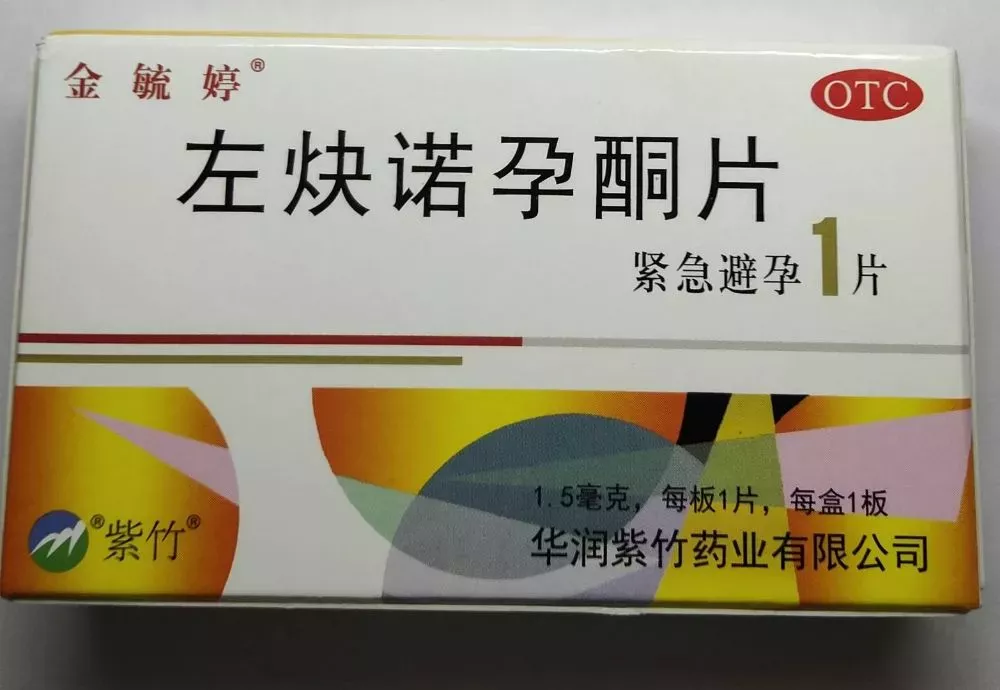 金毓婷®
OTC
左炔诺孕酮片
紧急避孕1片
1.5毫克，每板1片，每盒1板
®紫竹®
华润紫竹药业有限公司